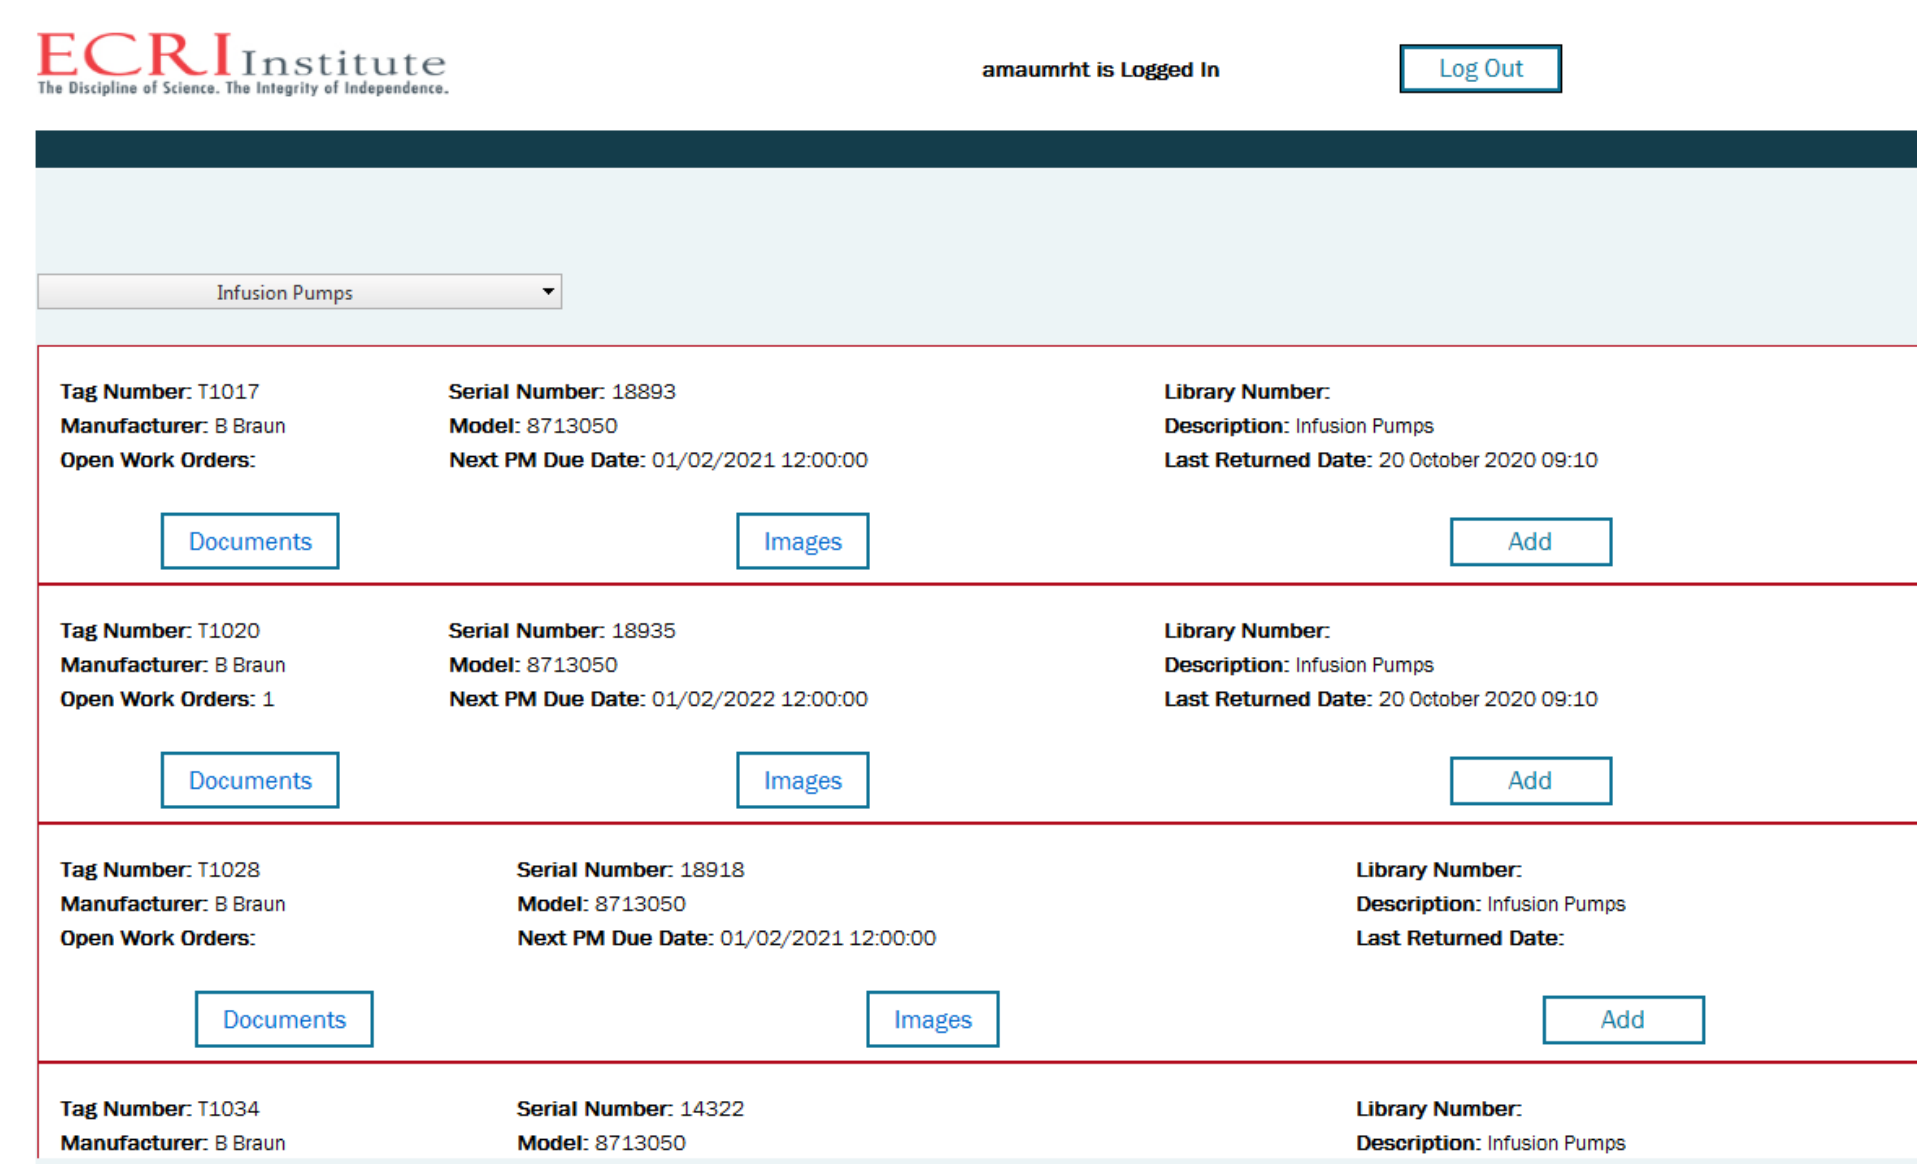 ECRI Institute
The Discipline of Science. The Integrity of Independence.
amaumrht is Logged In
Log Out
Infusion Pumps
Tag Number: T1017 Serial Number: 18893 Library Number:
Manufacturer: B Braun Model: 8713050 Description: Infusion Pumps
Open Work Orders: Next PM Due Date: 01/02/2021 12:00:00 Last Returned Date: 20 October 2020 09:10
Documents Images Add
Tag Number: T1020 Serial Number: 18935 Library Number:
Manufacturer: B Braun Model: 8713050 Description: Infusion Pumps
Open Work Orders: 1 Next PM Due Date: 01/02/2022 12:00:00 Last Returned Date: 20 October 2020 09:10
Documents Images Add
Tag Number: T1028 Serial Number: 18918 Library Number:
Manufacturer: B Braun Model: 8713050 Description: Infusion Pumps
Open Work Orders: Next PM Due Date: 01/02/2021 12:00:00 Last Returned Date:
Documents Images Add
Tag Number: T1034 Serial Number: 14322 Library Number:
Manufacturer: B Braun Model: 8713050 Description: Infusion Pumps